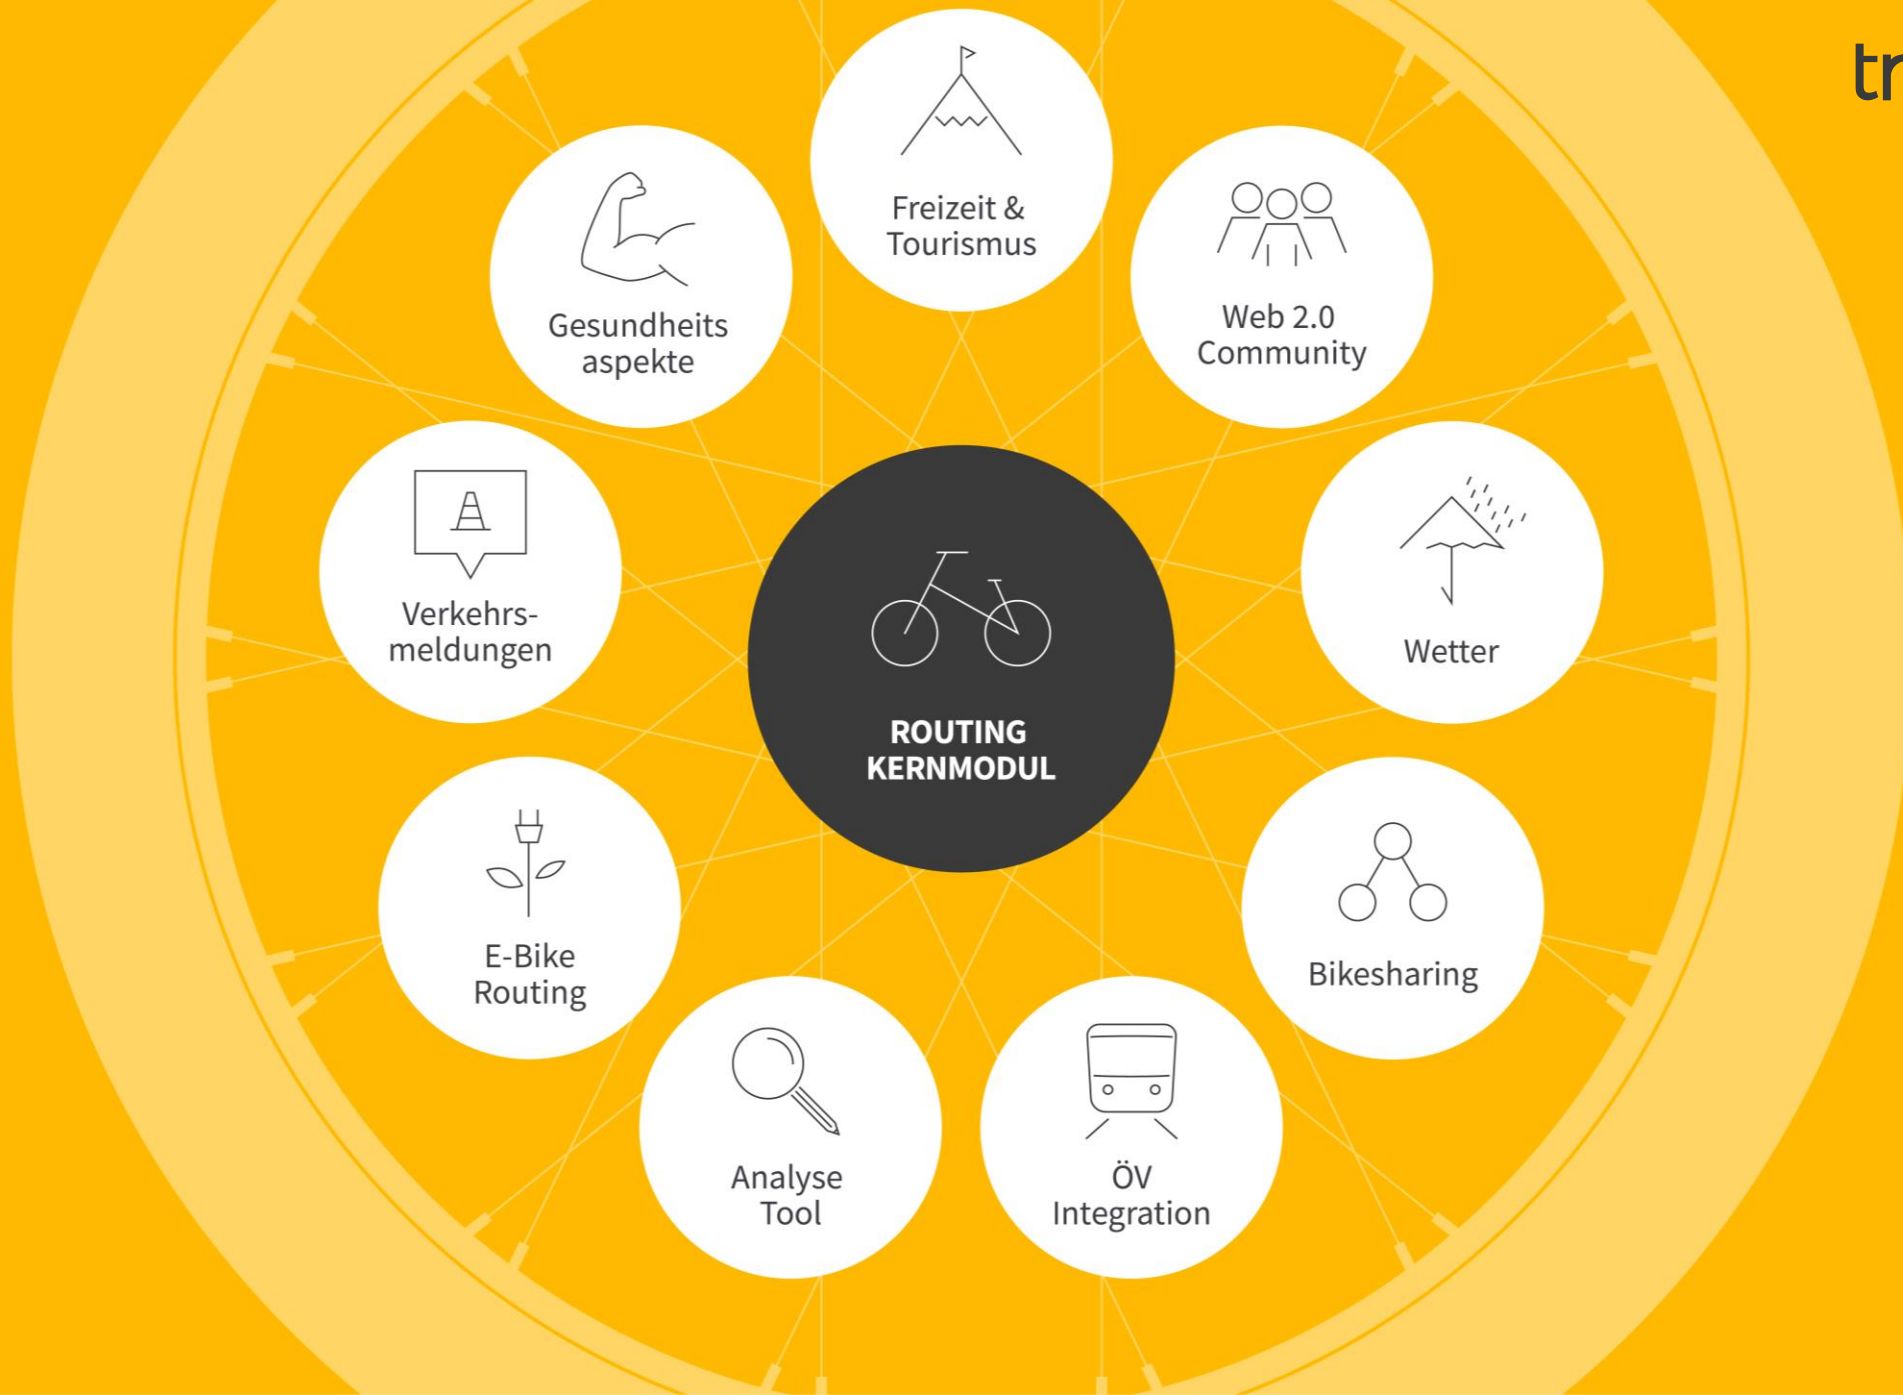 Freizeit &
Tourismus
Web 2.0
Community
Gesundheits
aspekte
Verkehrs-
meldungen
Wetter
ROUTING
KERNMODUL
E-Bike
Routing
Bikesharing
Analyse
Tool
ÖV
Integration